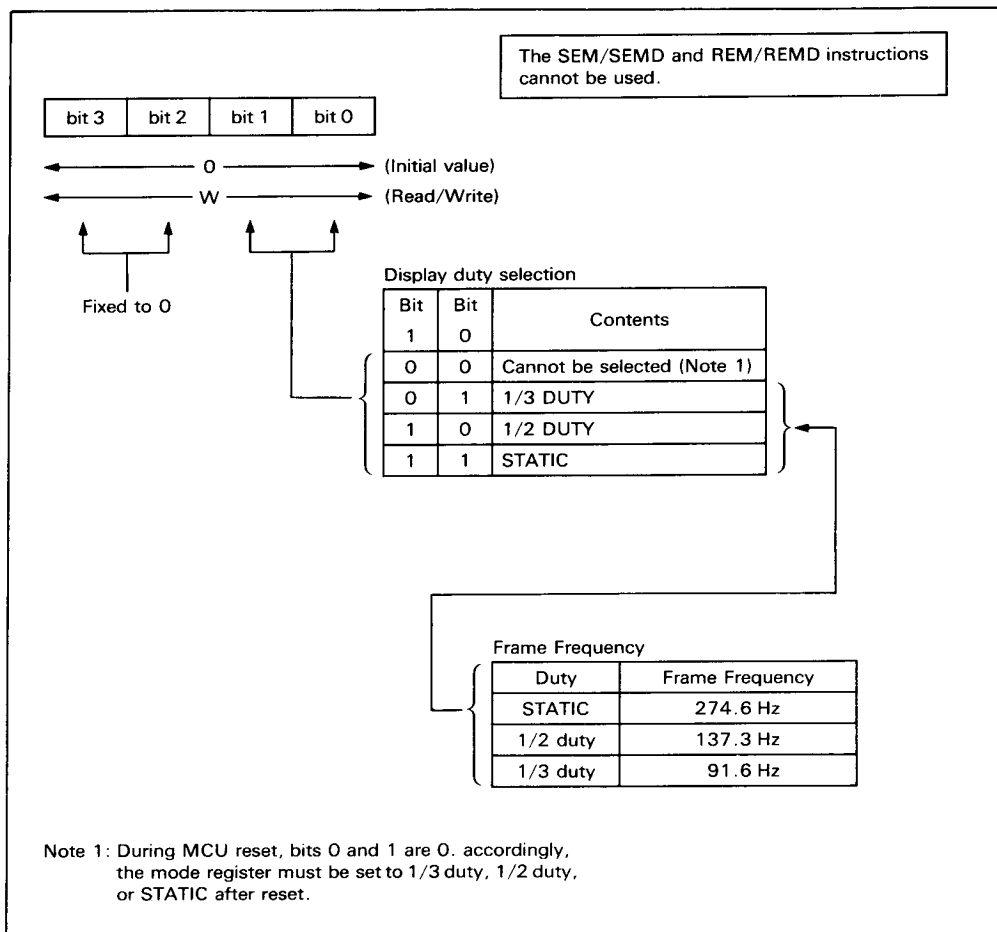 The SEM/SEMD and REM/REMD instructions
cannot be used.
bit 3 bit 2 bit 1 bit 0
0 (Initial value)
W (Read/Write)
Fixed to 0
Display duty selection
Bit 1 Bit 0 Contents
0 0 Cannot be selected (Note 1)
0 1 1/3 DUTY
1 0 1/2 DUTY
1 1 STATIC
Frame Frequency
Duty Frame Frequency
STATIC 274.6 Hz
1/2 duty 137.3 Hz
1/3 duty 91.6 Hz
Note 1: During MCU reset, bits 0 and 1 are 0. accordingly,
the mode register must be set to 1/3 duty, 1/2 duty,
or STATIC after reset.